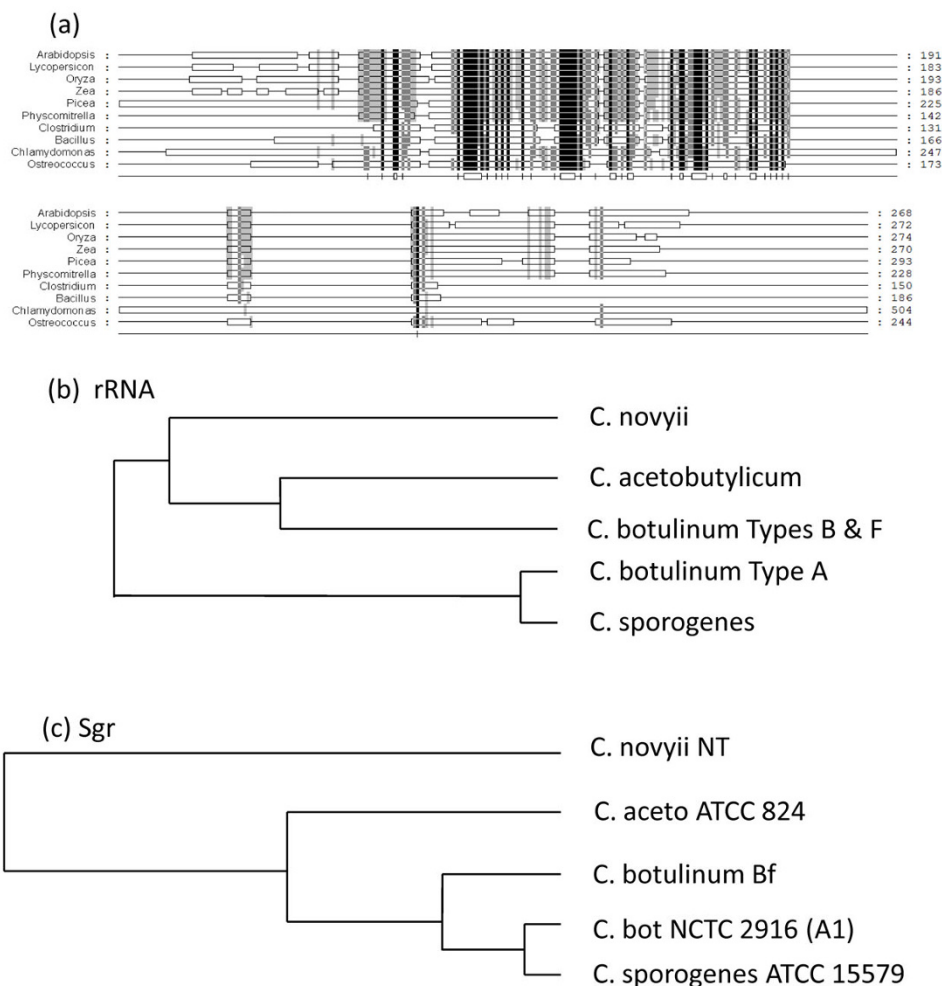 (a)
Arabidopsis : : 191
Lycopersicon : : 183
Oryza : : 193
Zea : : 186
Picea : : 225
Physcomitrella : : 142
Clostridium : : 131
Bacillus : : 166
Chlamydomonas : : 247
Ostreococcus : : 173
Arabidopsis : : 268
Lycopersicon : : 272
Oryza : : 274
Zea : : 270
Picea : : 293
Physcomitrella : : 228
Clostridium : : 150
Bacillus : : 186
Chlamydomonas : : 504
Ostreococcus : : 244
(b) rRNA
C. novyii
C. acetobutylicum
C. botulinum Types B & F
C. botulinum Type A
C. sporogenes
(c) Sgr
C. novyii NT
C. aceto ATCC 824
C. botulinum Bf
C. bot NCTC 2916 (A1)
C. sporogenes ATCC 15579